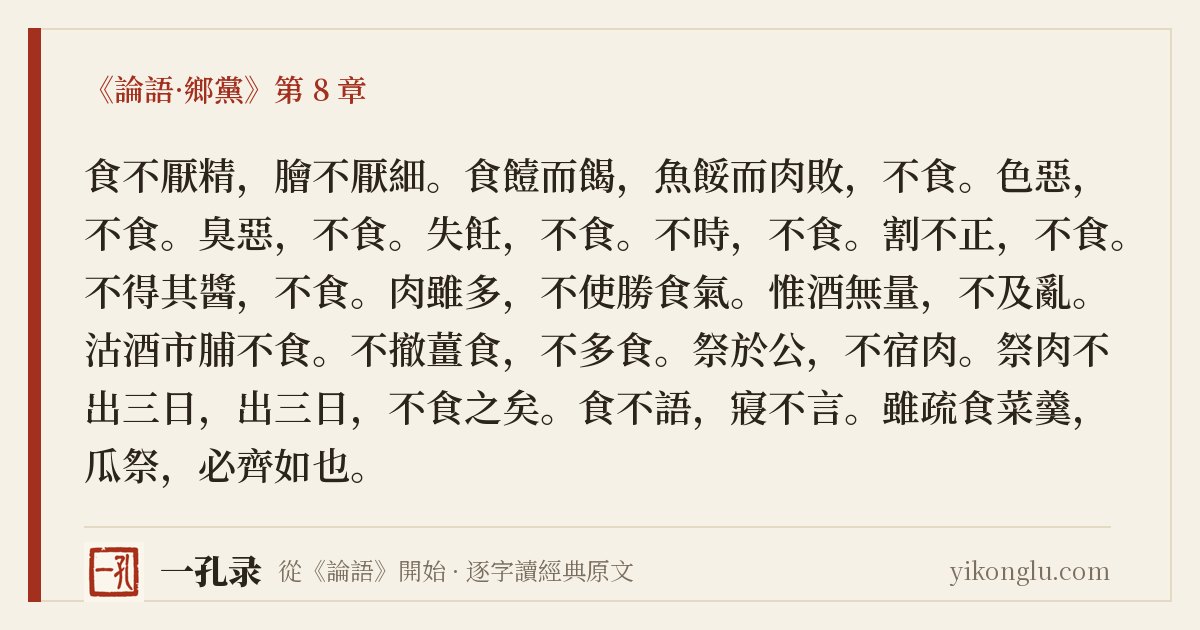 《論語·鄉黨》第 8 章
食不厭精，膾不厭細。食饐而餲，魚餒而肉敗，不食。色惡，
不食。臭惡，不食。失飪，不食。不時，不食。割不正，不食。
不得其醬，不食。肉雖多，不使勝食氣。惟酒無量，不及亂。
沽酒市脯不食。不撤薑食，不多食。祭於公，不宿肉。祭肉不
出三日，出三日，不食之矣。食不語，寢不言。雖疏食菜羹，
瓜祭，必齊如也。
一孔
一孔录 從《論語》開始 · 逐字讀經典原文 yikonglu.com